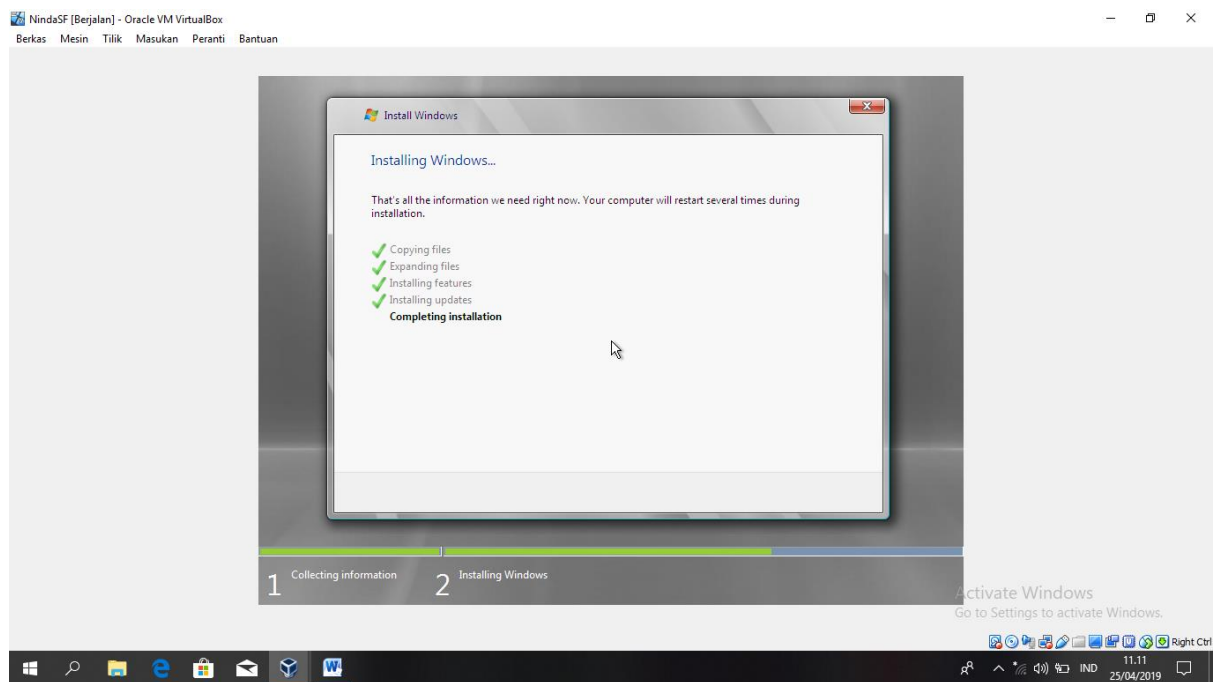 NindaSF [Berjalan] - Oracle VM VirtualBox
Berkas Mesin Tilik Masukan Peranti Bantuan
Install Windows
Installing Windows...
That's all the information we need right now. Your computer will restart several times during
installation.
Copying files
Expanding files
Installing features
Installing updates
Completing installation
1 Collecting information 2 Installing Windows
Activate Windows
Go to Settings to activate Windows.
Right Ctrl
IND
11.11
25/04/2019